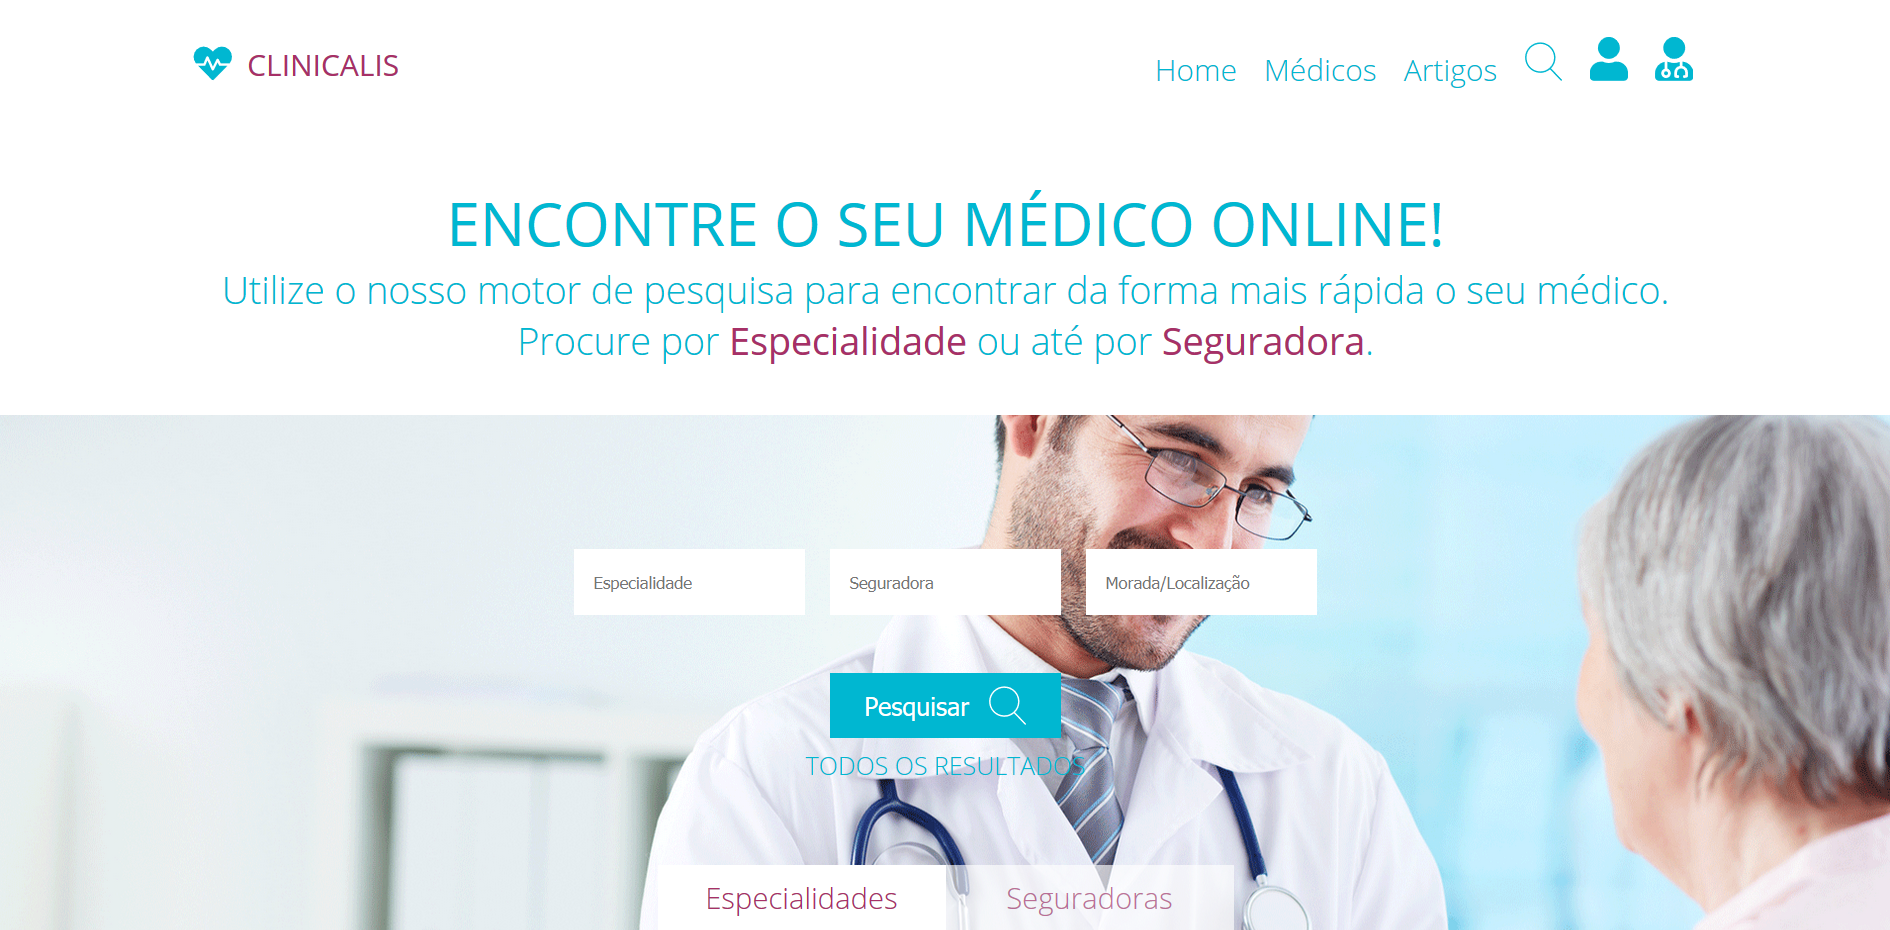 CLINICALIS
Home Médicos Artigos
ENCONTRE O SEU MÉDICO ONLINE!
Utilize o nosso motor de pesquisa para encontrar da forma mais rápida o seu médico.
Procure por Especialidade ou até por Seguradora.
Especialidade Seguradora Morada/Localização
Pesquisar
TODOS OS RESULTADOS
Especialidades Seguradoras